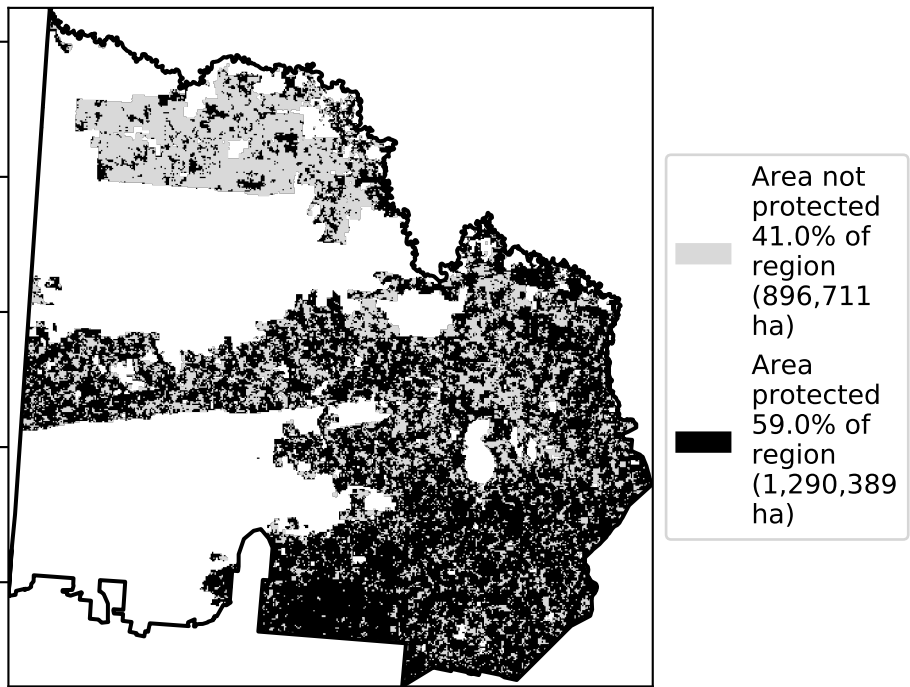 Area not
protected
41.0% of
region
(896,711
ha)
Area
protected
59.0% of
region
(1,290,389
ha)